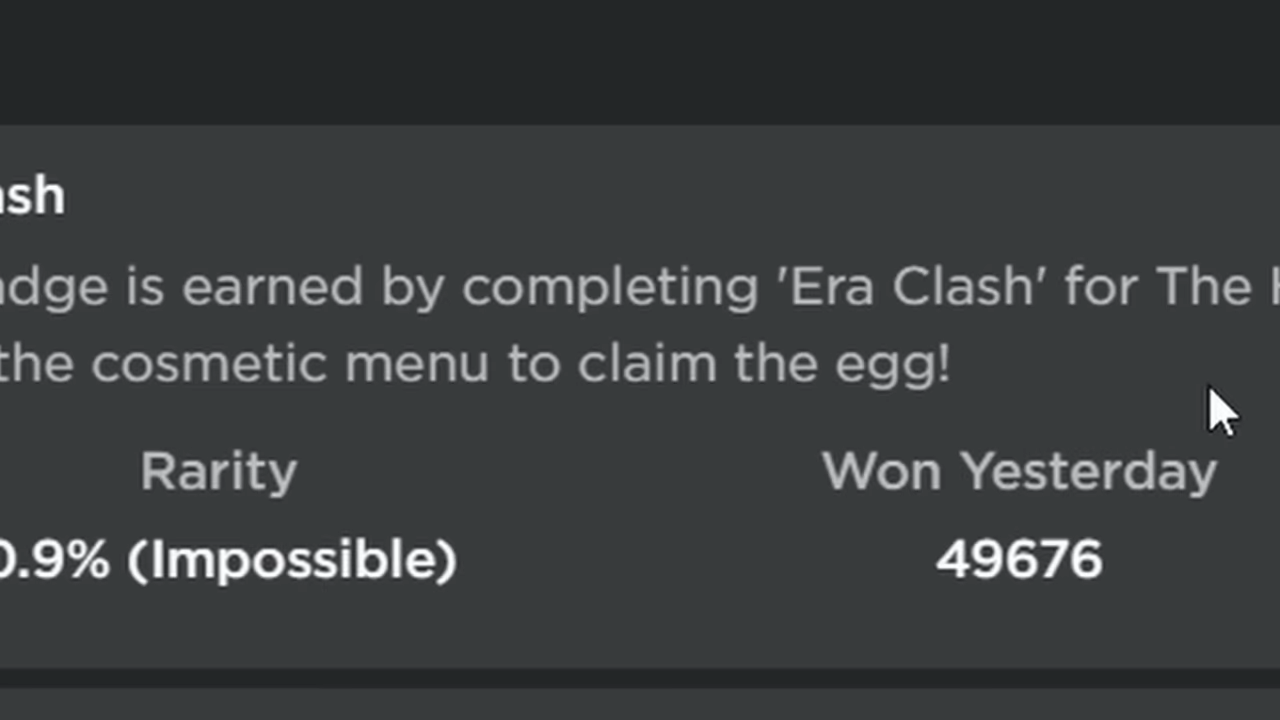 ash
adge is earned by completing 'Era Clash' for The
the cosmetic menu to claim the egg!
Rarity
Won Yesterday
0.9% (Impossible)
49676